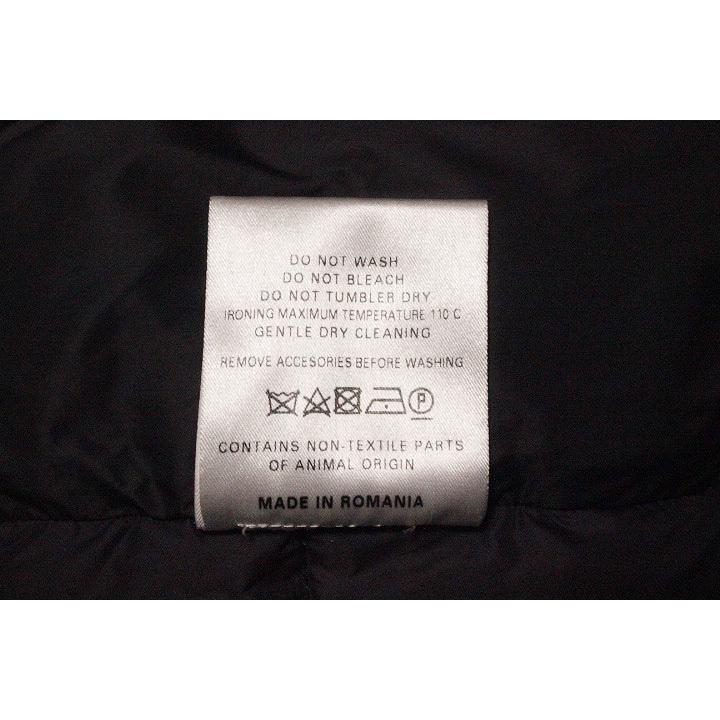 DO NOT WASH
DO NOT BLEACH
DO NOT TUMBLER DRY
IRONING MAXIMUM TEMPERATURE 110 C
GENTLE DRY CLEANING
REMOVE ACCESORIES BEFORE WASHING
P
CONTAINS NON-TEXTILE PARTS
OF ANIMAL ORIGIN
MADE IN ROMANIA